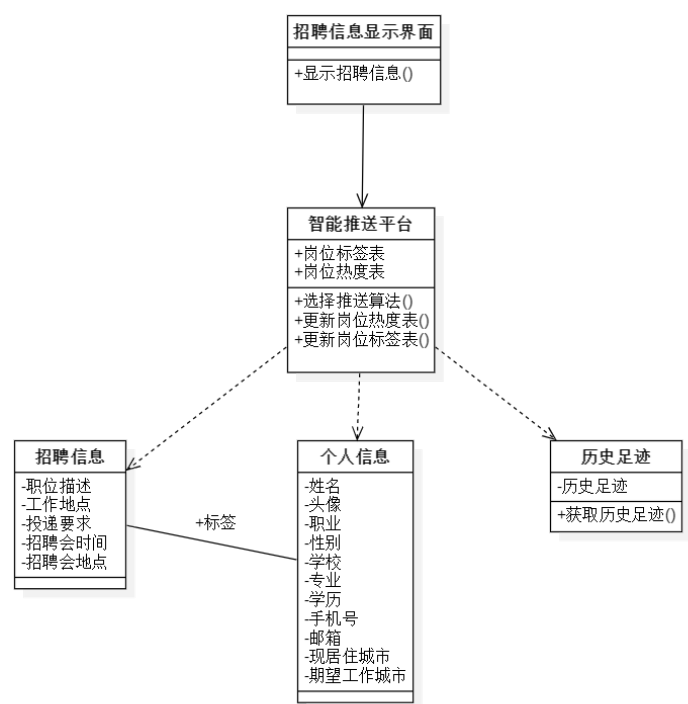 招聘信息显示界面
+显示招聘信息()
智能推送平台
+岗位标签表
+岗位热度表
+选择推送算法()
+更新岗位热度表()
+更新岗位标签表()
招聘信息
-职位描述
-工作地点
-投递要求
-招聘会时间
-招聘会地点
+标签
个人信息
-姓名
-头像
-职业
-性别
-学校
-专业
-学历
-手机号
-邮箱
-现居住城市
-期望工作城市
历史足迹
-历史足迹
+获取历史足迹()